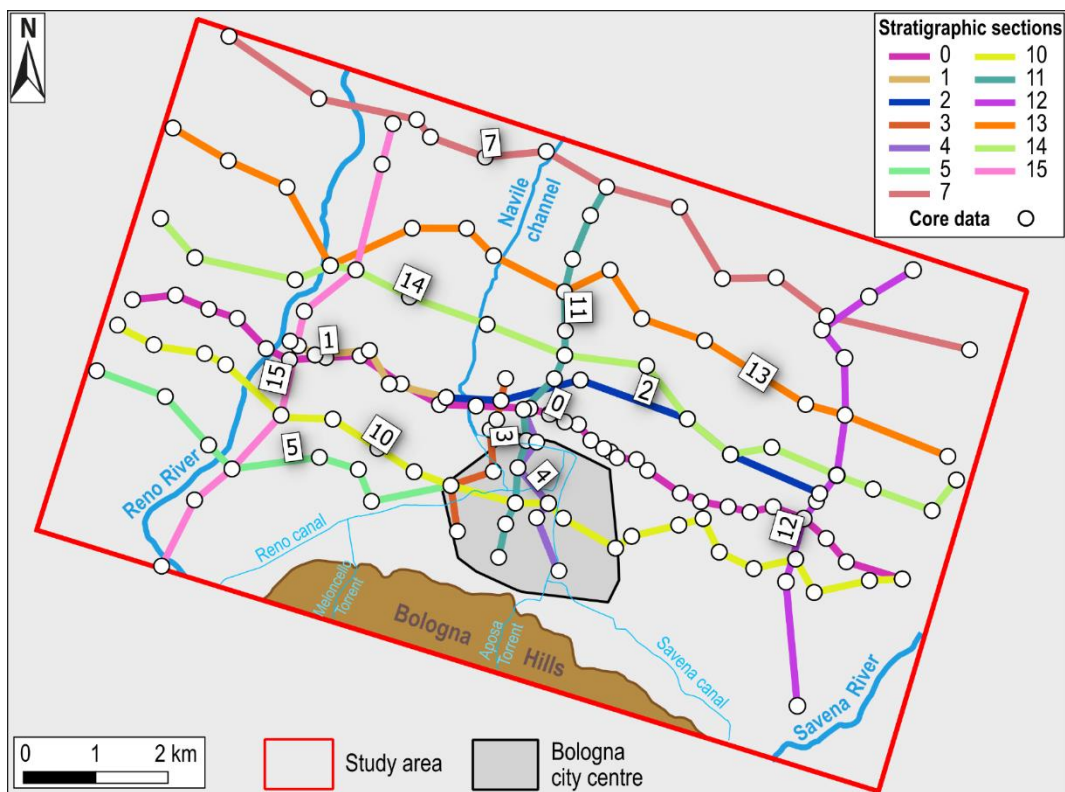 N
Stratigraphic sections
0 10
1 11
2 12
3 13
4 14
5 15
7
Core data
7
Navile
channel
14
11
1
15
0
2
13
3
10
5
4
12
Reno River
Reno canal
Meloncello
Torrent
Bologna
Hills
Aposa
Torrent
Savena canal
Savena River
0 1 2 km
Study area
Bologna
city centre